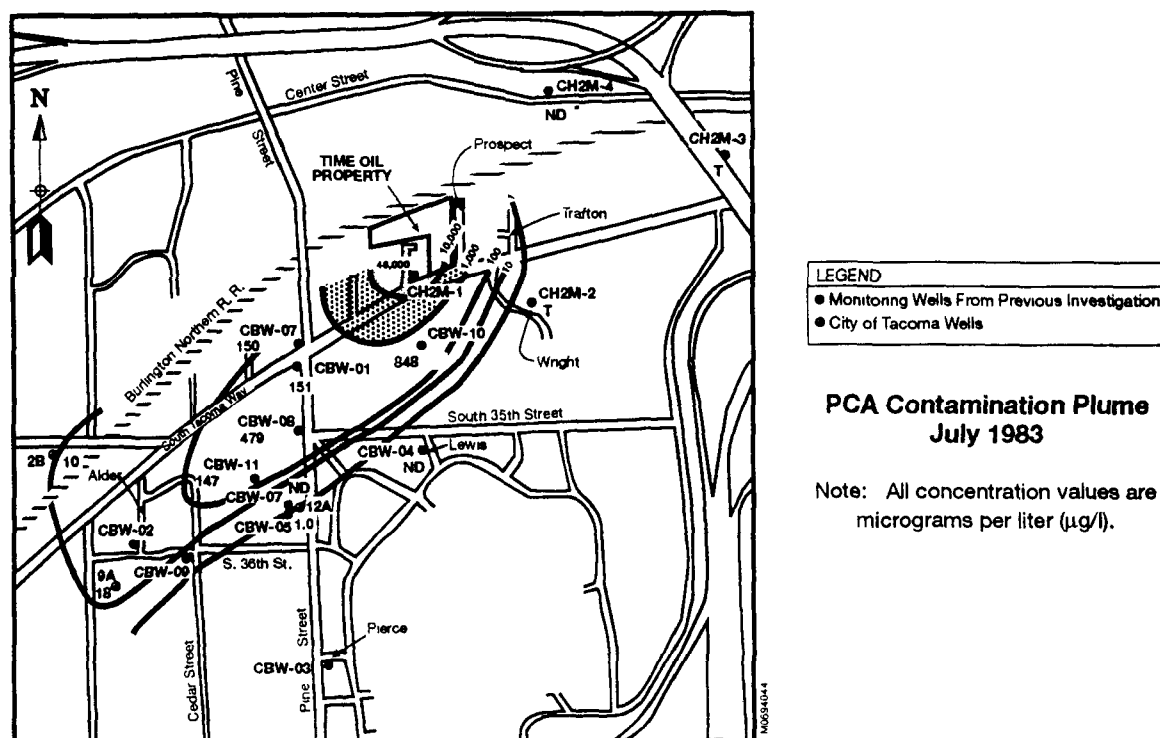 Pine
Street
Center Street
CH2M-4
ND
CH2M-3
T
N
Prospect
TIME OIL
PROPERTY
Trafton
10,000
1,000
100
10
CH2M-1
CH2M-2
T
Burlington Northern R. R.
CBW-07
150
CBW-10
848
Wright
CBW-01
151
South Tacoma Way
South 35th Street
CBW-08
479
CBW-04
Lewis
ND
2B
10
Alder
CBW-11
147
CBW-07
ND
12A
CBW-05
1.0
CBW-02
CBW-09
S. 36th St.
9A
18
Pierce
CBW-03
Cedar Street
Pine Street
M0694044
LEGEND
Monitoring Wells From Previous Investigation
City of Tacoma Wells
PCA Contamination Plume
July 1983
Note: All concentration values are
micrograms per liter (µg/l).